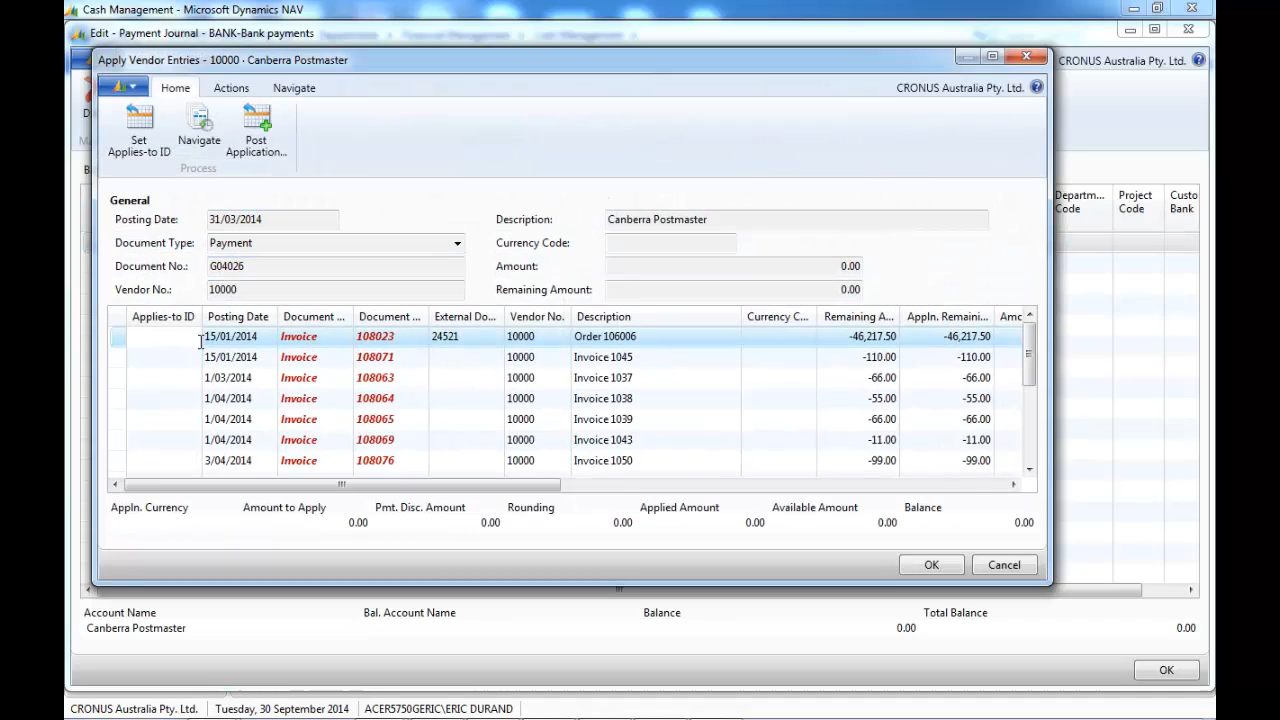 Cash Management - Microsoft Dynamics NAV
Edit - Payment Journal - BANK-Bank payments
CRONUS Australia Pty. Ltd.
Apply Vendor Entries - 10000 · Canberra Postmaster
Home Actions Navigate
CRONUS Australia Pty. Ltd.
Set Applies-to ID
Navigate
Post Application...
Process
General
Posting Date: 31/03/2014
Description: Canberra Postmaster
Document Type: Payment
Currency Code:
Document No.: G04026
Amount: 0.00
Vendor No.: 10000
Remaining Amount: 0.00
Departm... Code
Project Code
Custo Bank
Applies-to ID Posting Date Document ... Document ... External Do... Vendor No. Description Currency C... Remaining A... Appln. Remaini... Amc
15/01/2014 Invoice 108023 24521 10000 Order 106006 -46,217.50 -46,217.50
15/01/2014 Invoice 108071 10000 Invoice 1045 -110.00 -110.00
1/03/2014 Invoice 108063 10000 Invoice 1037 -66.00 -66.00
1/04/2014 Invoice 108064 10000 Invoice 1038 -55.00 -55.00
1/04/2014 Invoice 108065 10000 Invoice 1039 -66.00 -66.00
1/04/2014 Invoice 108069 10000 Invoice 1043 -11.00 -11.00
3/04/2014 Invoice 108076 10000 Invoice 1050 -99.00 -99.00
Appln. Currency Amount to Apply Pmt. Disc. Amount Rounding Applied Amount Available Amount Balance
0.00 0.00 0.00 0.00 0.00 0.00
OK Cancel
Account Name Bal. Account Name Balance Total Balance
Canberra Postmaster 0.00 0.00
OK
CRONUS Australia Pty. Ltd. Tuesday, 30 September 2014 ACER5750GERIC\ERIC DURAND